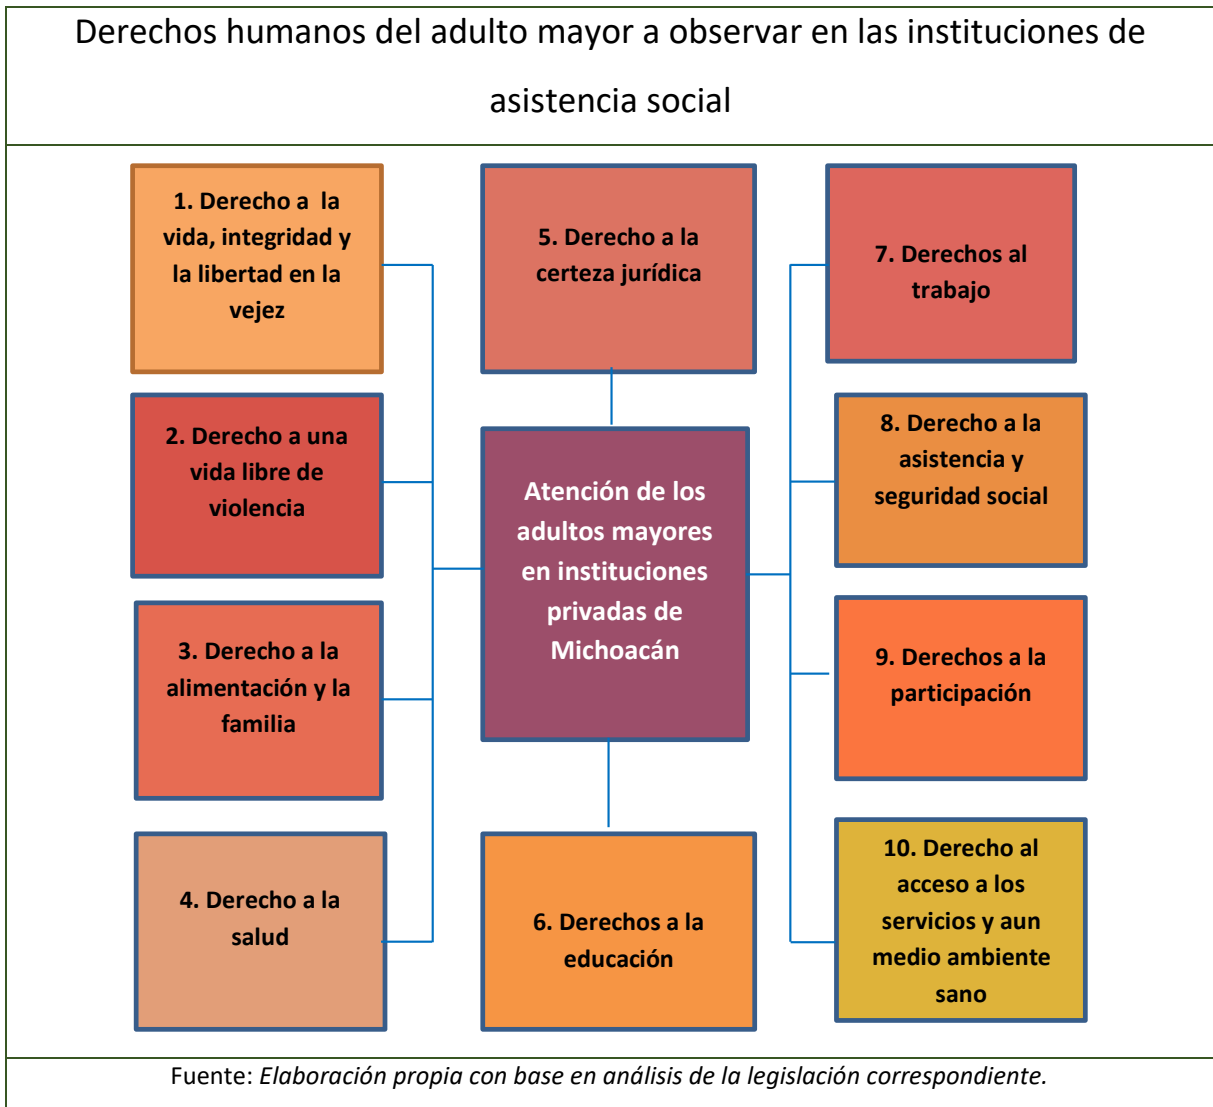 Derechos humanos del adulto mayor a observar en las instituciones de
asistencia social
1. Derecho a la
vida, integridad y
la libertad en la
vejez
2. Derecho a una
vida libre de
violencia
3. Derecho a la
alimentación y la
familia
4. Derecho a la
salud
5. Derecho a la
certeza jurídica
Atención de los
adultos mayores
en instituciones
privadas de
Michoacán
6. Derechos a la
educación
7. Derechos al
trabajo
8. Derecho a la
asistencia y
seguridad social
9. Derechos a la
participación
10. Derecho al
acceso a los
servicios y aun
medio ambiente
sano
Fuente: Elaboración propia con base en análisis de la legislación correspondiente.